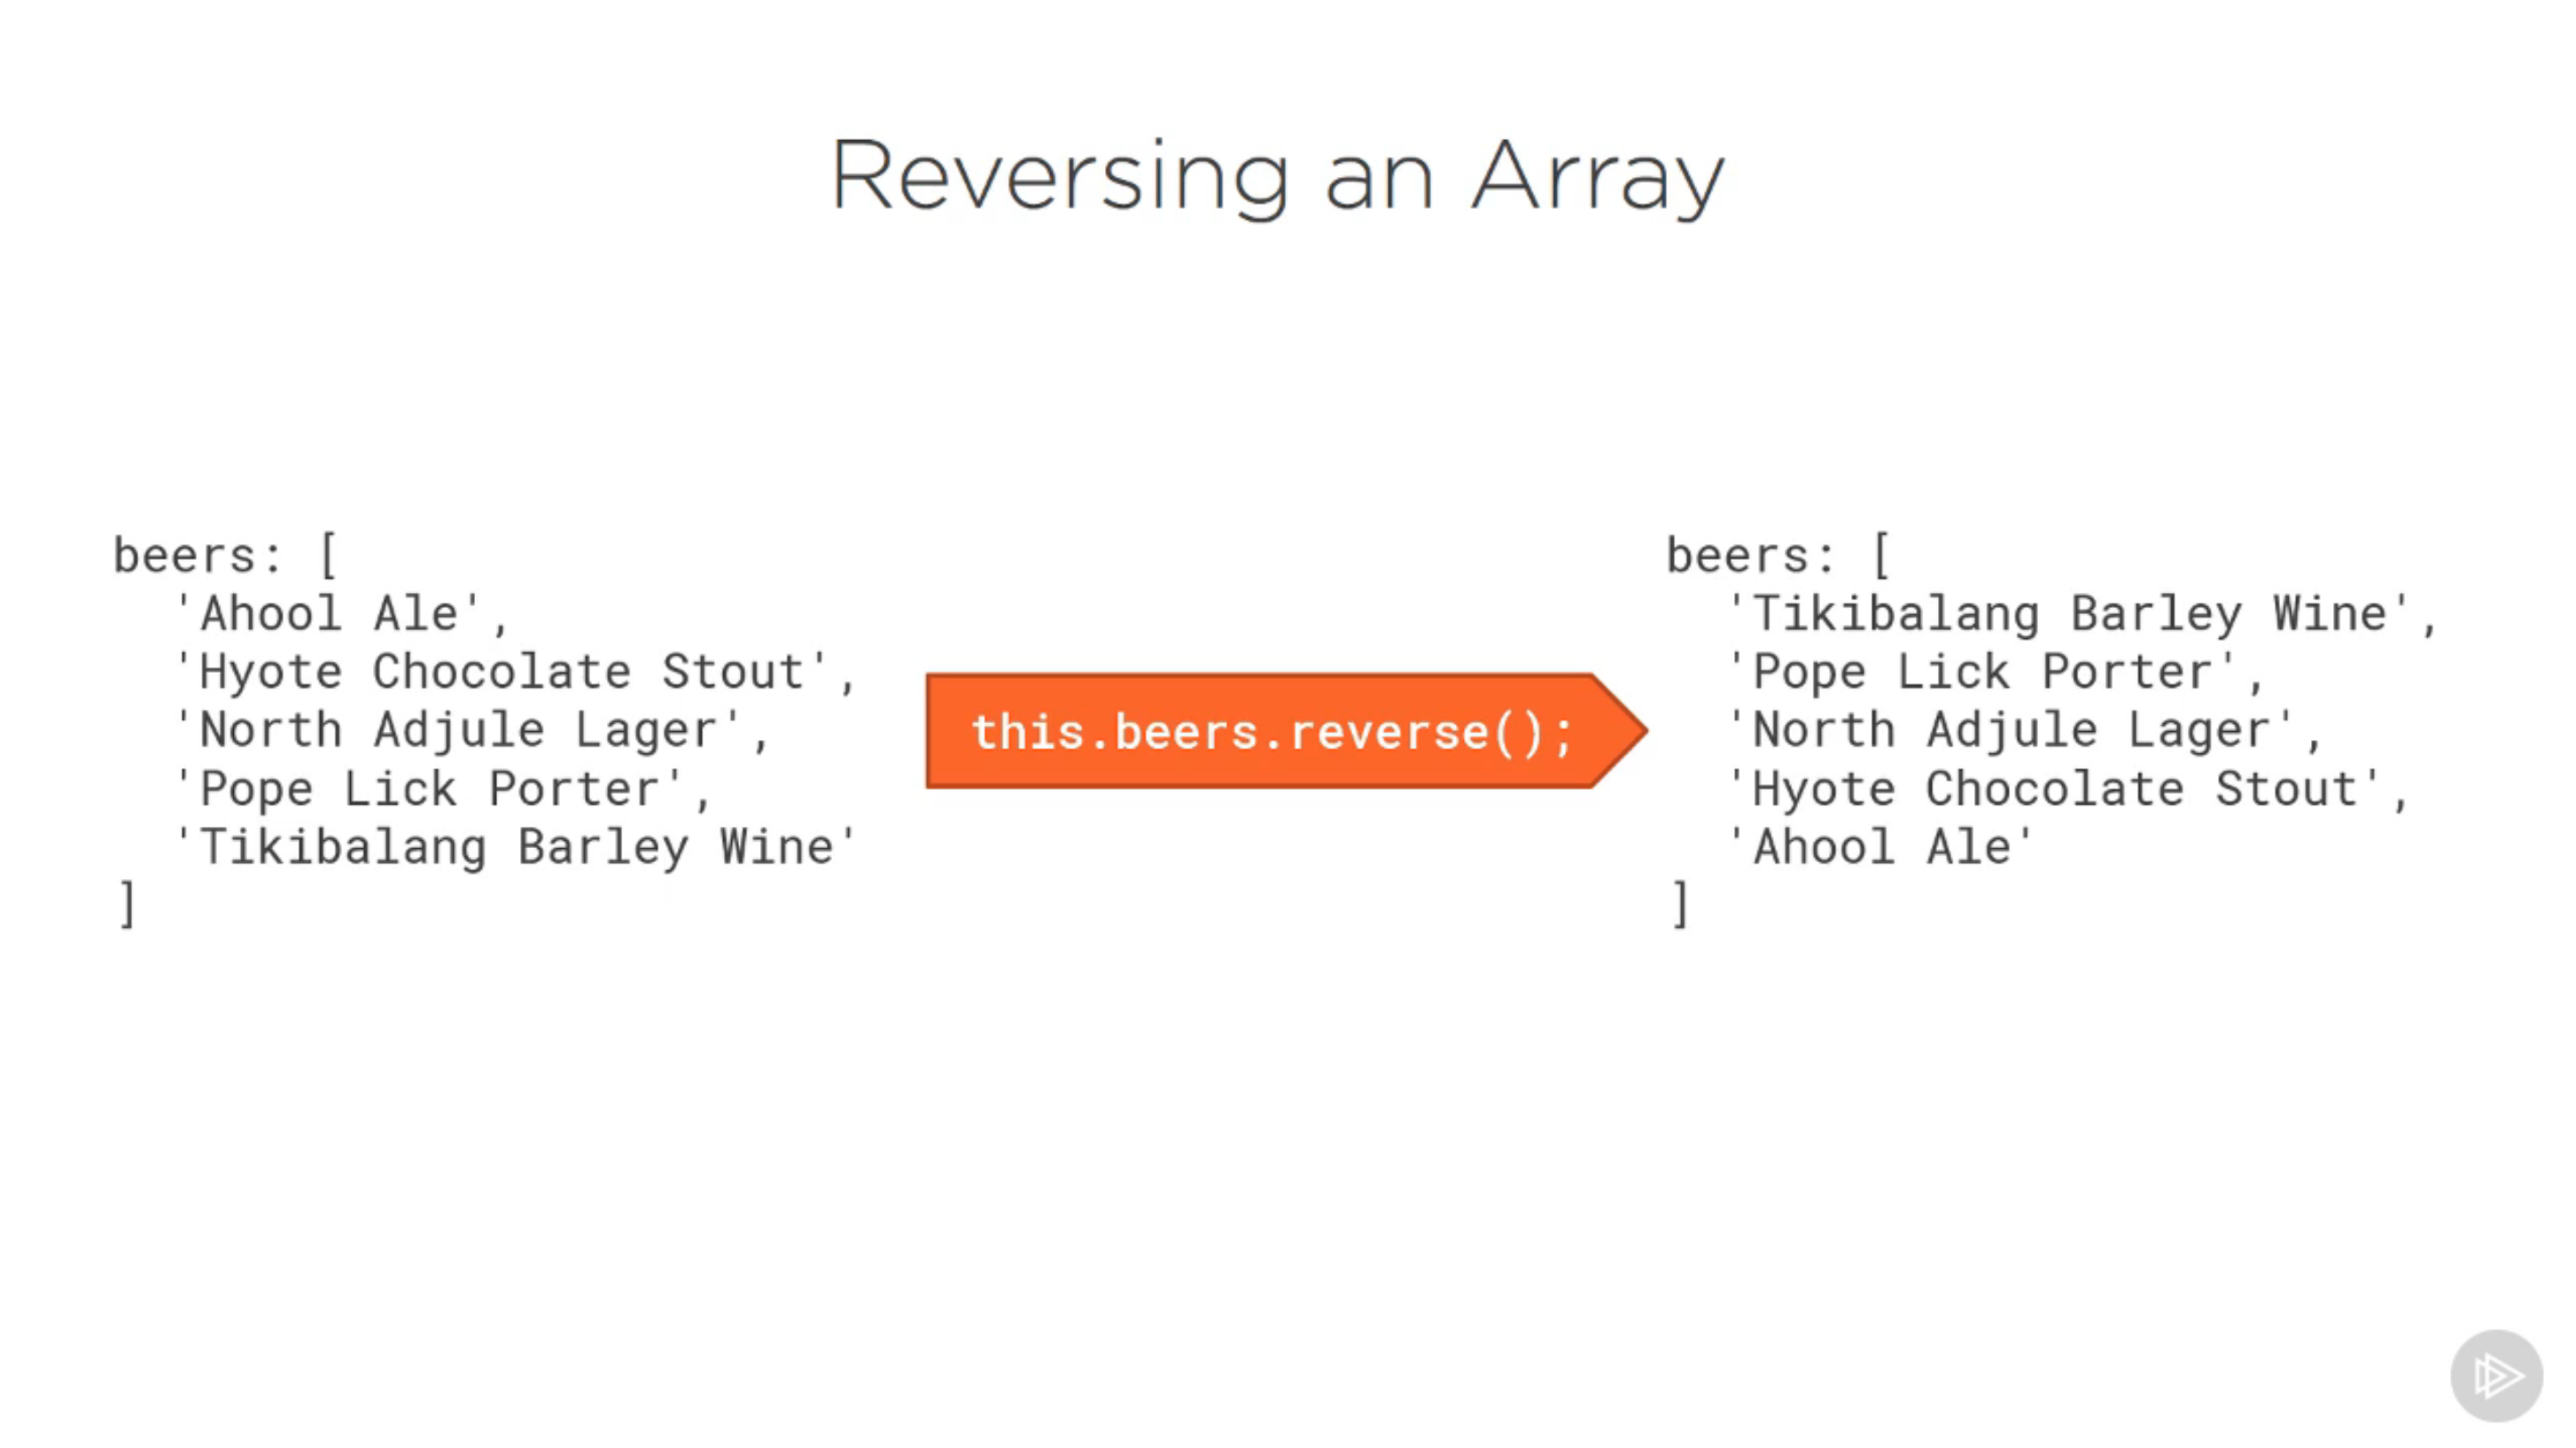 Reversing an Array
beers: [
'Ahool Ale',
'Hyote Chocolate Stout',
'North Adjule Lager',
'Pope Lick Porter',
'Tikibalang Barley Wine'
]
this.beers.reverse();
beers: [
'Tikibalang Barley Wine',
'Pope Lick Porter',
'North Adjule Lager',
'Hyote Chocolate Stout',
'Ahool Ale'
]